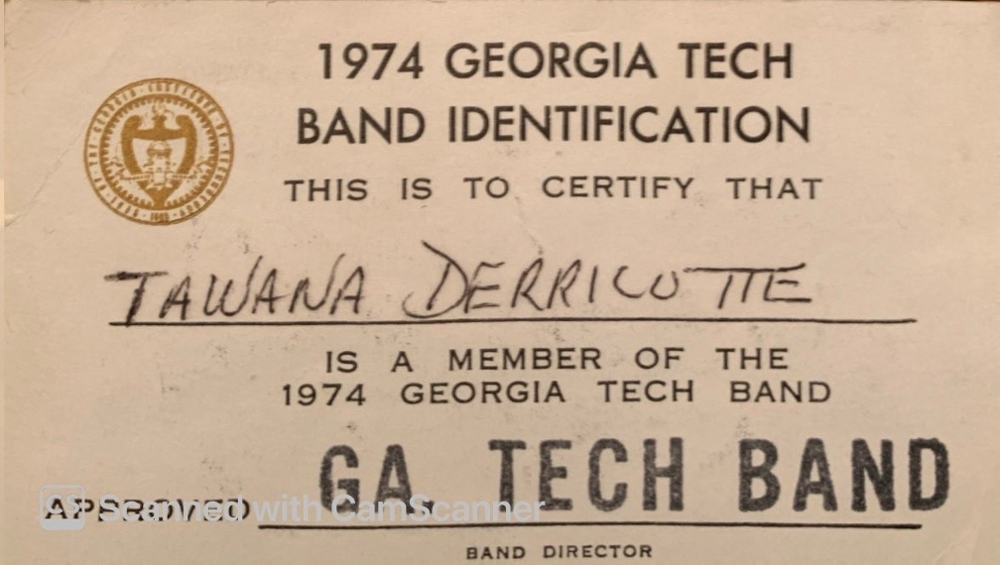 1974 GEORGIA TECH
BAND IDENTIFICATION
THIS IS TO CERTIFY THAT
TAWANA DERRICOTTE
IS A MEMBER OF THE
1974 GEORGIA TECH BAND
GA TECH BAND
APPROVED
Scanned with CamScanner
BAND DIRECTOR